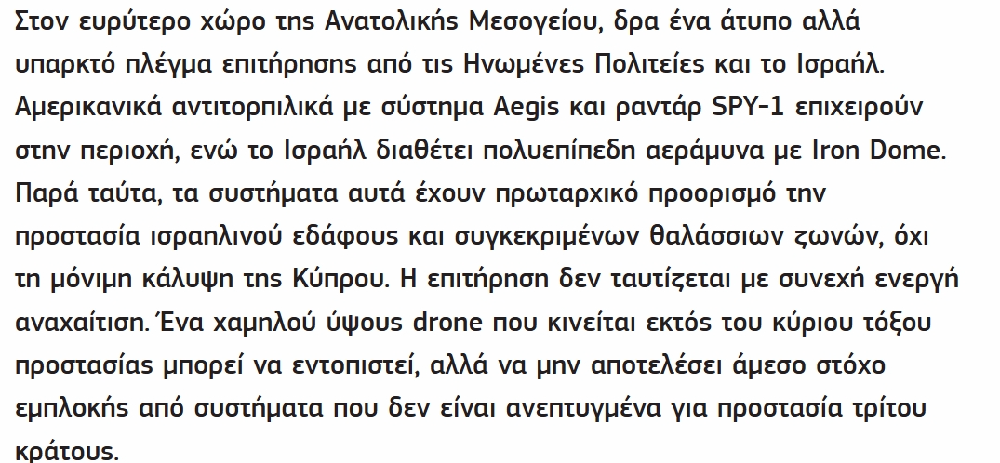 Στον ευρύτερο χώρο της Ανατολικής Μεσογείου, δρα ένα άτυπο αλλά
υπαρκτό πλέγμα επιτήρησης από τις Ηνωμένες Πολιτείες και το Ισραήλ.
Αμερικανικά αντιτορπιλικά με σύστημα Aegis και ραντάρ SPY-1 επιχειρούν
στην περιοχή, ενώ το Ισραήλ διαθέτει πολυεπίπεδη αεράμυνα με Iron Dome.
Παρά ταύτα, τα συστήματα αυτά έχουν πρωταρχικό προορισμό την
προστασία ισραηλινού εδάφους και συγκεκριμένων θαλάσσιων ζωνών, όχι
τη μόνιμη κάλυψη της Κύπρου. Η επιτήρηση δεν ταυτίζεται με συνεχή ενεργή
αναχαίτιση. Ένα χαμηλού ύψους drone που κινείται εκτός του κύριου τόξου
προστασίας μπορεί να εντοπιστεί, αλλά να μην αποτελέσει άμεσο στόχο
εμπλοκής από συστήματα που δεν είναι ανεπτυγμένα για προστασία τρίτου
κράτους.